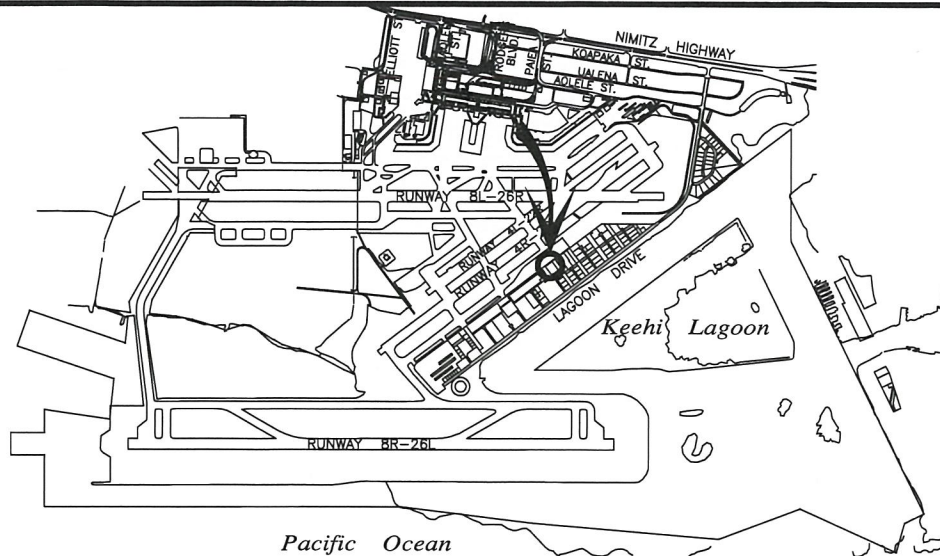 NIMITZ HIGHWAY
ELLIOTT S
ST.
RODGE
BLVD.
PAIEA
ST.
KOAPAKA ST.
UALENA ST.
AOLELE ST.
RUNWAY 8L-26R
RUNWAY 4L
RUNWAY 4R
LAGOON DRIVE
Keehi Lagoon
RUNWAY 8R-26L
Pacific Ocean